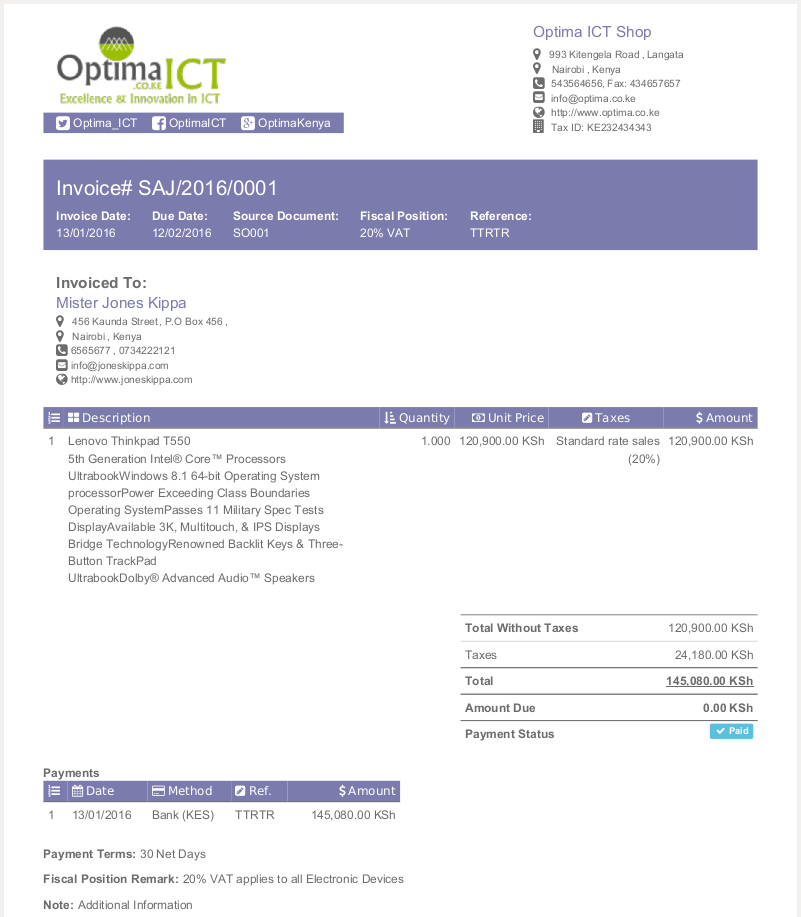 OptimaICT
.CO.KE
Excellence & Innovation in ICT
Optima_ICT OptimaICT OptimaKenya
Optima ICT Shop
993 Kitengela Road , Langata
Nairobi , Kenya
543564656, Fax: 434657657
info@optima.co.ke
http://www.optima.co.ke
Tax ID: KE232434343
Invoice# SAJ/2016/0001
Invoice Date: Due Date: Source Document: Fiscal Position: Reference:
13/01/2016 12/02/2016 SO001 20% VAT TTRTR
Invoiced To:
Mister Jones Kippa
456 Kaunda Street , P.O Box 456 ,
Nairobi , Kenya
6565677 , 0734222121
info@joneskippa.com
http://www.joneskippa.com
Description Quantity Unit Price Taxes $ Amount
1 Lenovo Thinkpad T550 1.000 120,900.00 KSh Standard rate sales 120,900.00 KSh
5th Generation Intel® Core™ Processors (20%)
UltrabookWindows 8.1 64-bit Operating System
processorPower Exceeding Class Boundaries
Operating SystemPasses 11 Military Spec Tests
DisplayAvailable 3K, Multitouch, & IPS Displays
Bridge TechnologyRenowned Backlit Keys & Three-
Button TrackPad
UltrabookDolby® Advanced Audio™ Speakers
Total Without Taxes 120,900.00 KSh
Taxes 24,180.00 KSh
Total 145,080.00 KSh
Amount Due 0.00 KSh
Payment Status Paid
Payments
Date Method Ref. $ Amount
1 13/01/2016 Bank (KES) TTRTR 145,080.00 KSh
Payment Terms: 30 Net Days
Fiscal Position Remark: 20% VAT applies to all Electronic Devices
Note: Additional Information